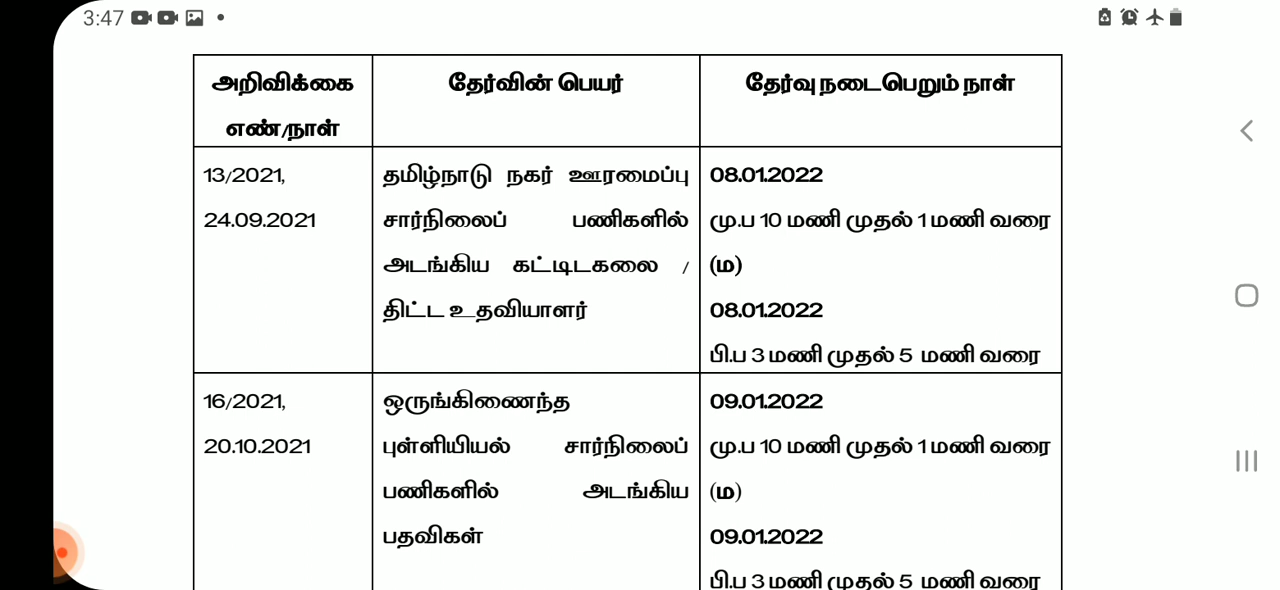 3:47
அறிவிக்கை எண்/நாள்
தேர்வின் பெயர்
தேர்வு நடைபெறும் நாள்
13/2021,
24.09.2021
தமிழ்நாடு நகர் ஊரமைப்பு
சார்நிலைப் பணிகளில்
அடங்கிய கட்டிடகலை /
திட்ட உதவியாளர்
08.01.2022
மு.ப 10 மணி முதல் 1 மணி வரை
(ம)
08.01.2022
பி.ப 3 மணி முதல் 5 மணி வரை
16/2021,
20.10.2021
ஒருங்கிணைந்த
புள்ளியியல் சார்நிலைப்
பணிகளில் அடங்கிய
பதவிகள்
09.01.2022
மு.ப 10 மணி முதல் 1 மணி வரை
(ம)
09.01.2022
பி.ப 3 மணி முதல் 5 மணி வரை